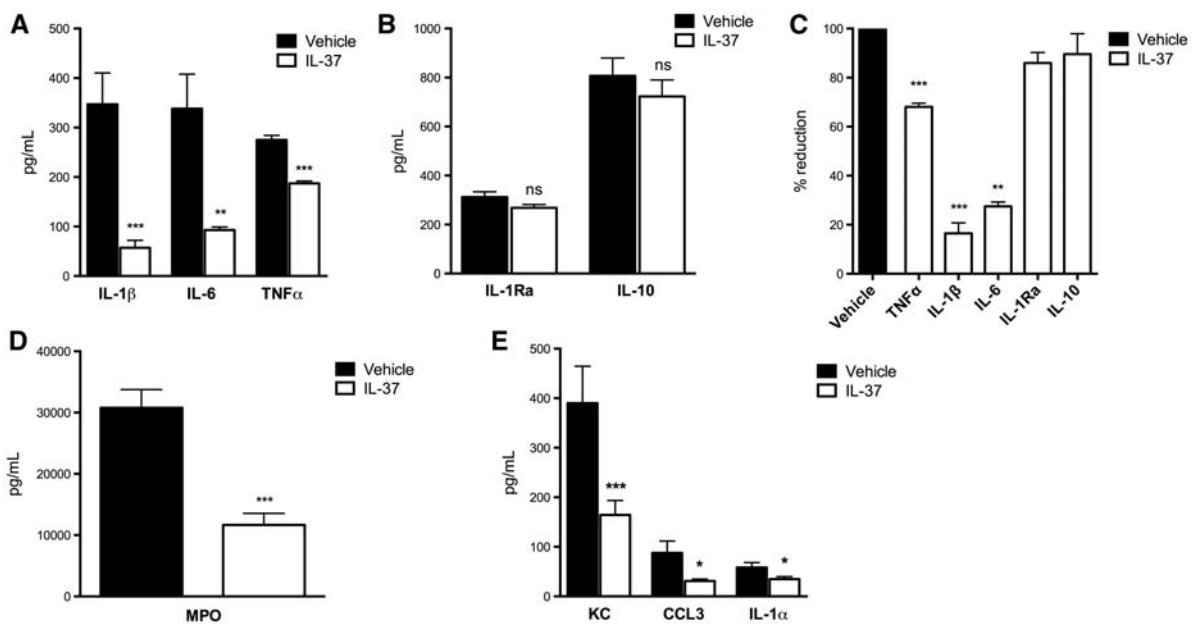 A
500
400
300
200
100
0
pg/mL
Vehicle
IL-37
***
**
***
IL-1β
IL-6
TNFα
B
1000
800
600
400
200
0
pg/mL
Vehicle
IL-37
ns
ns
IL-1Ra
IL-10
C
100
80
60
40
20
0
% reduction
Vehicle
IL-37
***
***
**
Vehicle
TNFα
IL-1β
IL-6
IL-1Ra
IL-10
D
40000
30000
20000
10000
0
pg/mL
Vehicle
IL-37
***
MPO
E
500
400
300
200
100
0
pg/mL
Vehicle
IL-37
***
*
*
KC
CCL3
IL-1α